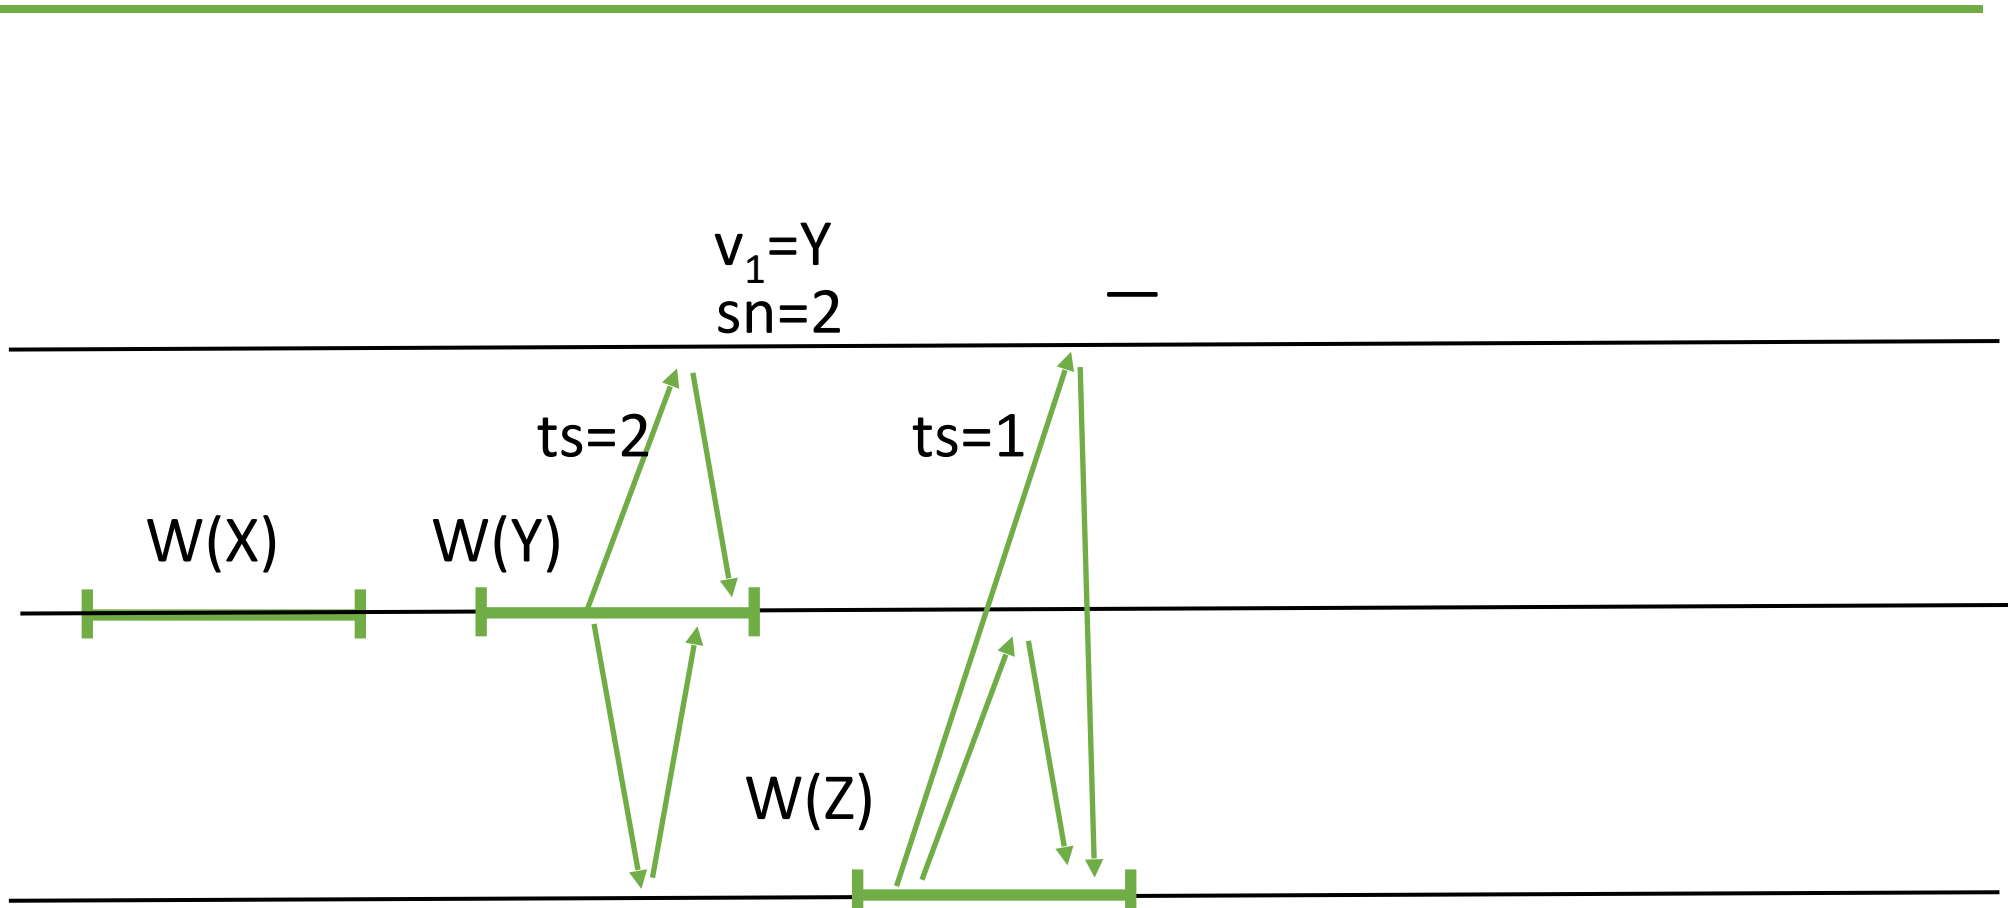 v₁=Y
sn=2
ts=2
ts=1
W(X)
W(Y)
W(Z)